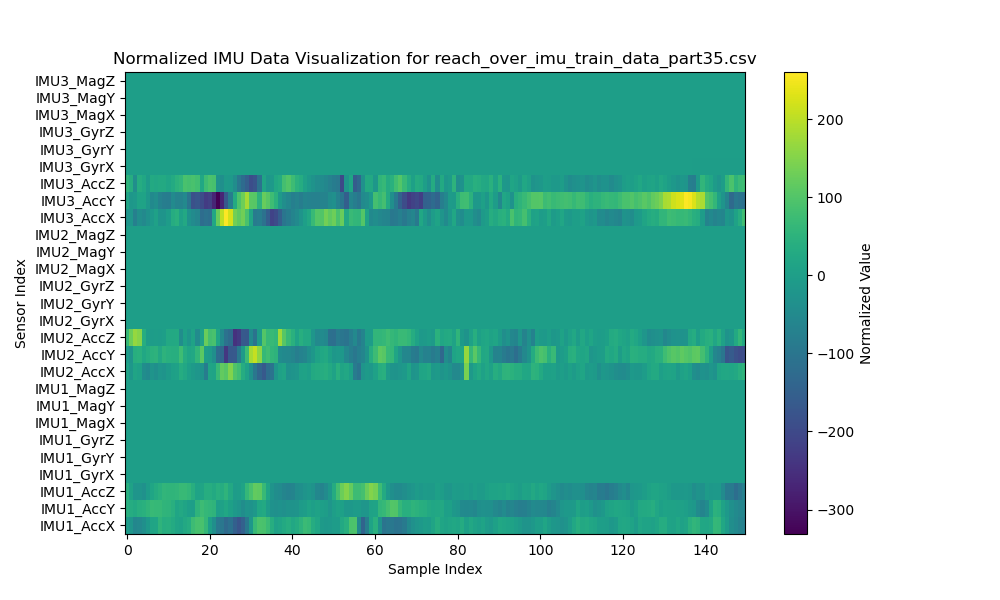 Normalized IMU Data Visualization for reach_over_imu_train_data_part35.csv
IMU3_MagZ
IMU3_MagY
IMU3_MagX
IMU3_GyrZ
IMU3_GyrY
IMU3_GyrX
IMU3_AccZ
IMU3_AccY
IMU3_AccX
IMU2_MagZ
IMU2_MagY
IMU2_MagX
IMU2_GyrZ
IMU2_GyrY
IMU2_GyrX
IMU2_AccZ
IMU2_AccY
IMU2_AccX
IMU1_MagZ
IMU1_MagY
IMU1_MagX
IMU1_GyrZ
IMU1_GyrY
IMU1_GyrX
IMU1_AccZ
IMU1_AccY
IMU1_AccX
Sensor Index
0 20 40 60 80 100 120 140
Sample Index
200
100
0
−100
−200
−300
Normalized Value